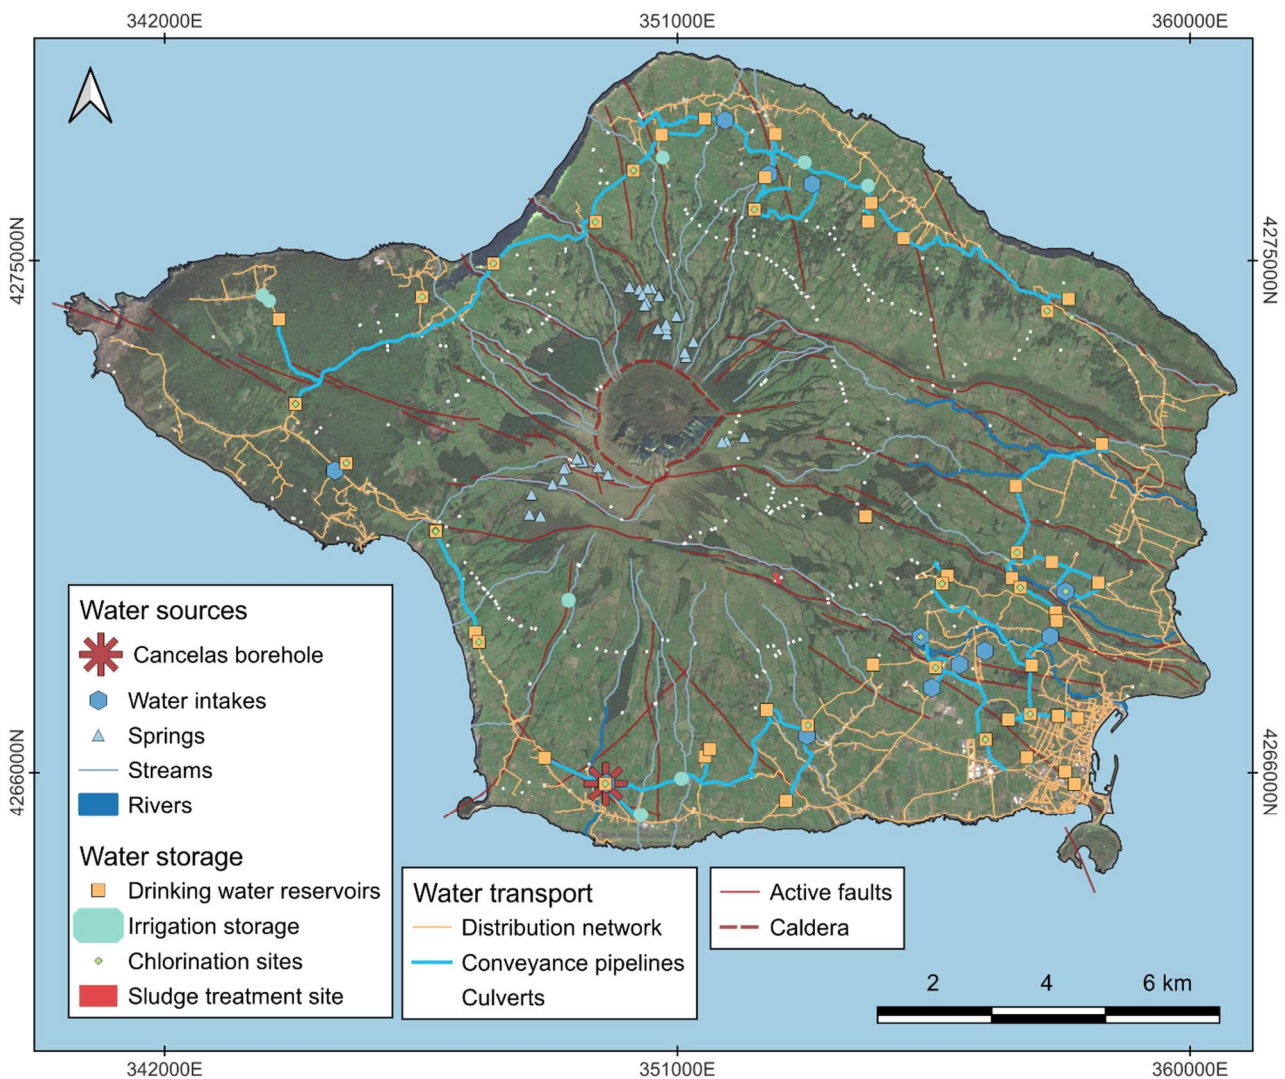 342000E
351000E
360000E
4275000N
4275000N
4266000N
4266000N
Water sources
Cancelas borehole
Water intakes
Springs
Streams
Rivers
Water storage
Drinking water reservoirs
Irrigation storage
Chlorination sites
Sludge treatment site
Water transport
Distribution network
Conveyance pipelines
Culverts
Active faults
Caldera
2 4 6 km
342000E
351000E
360000E